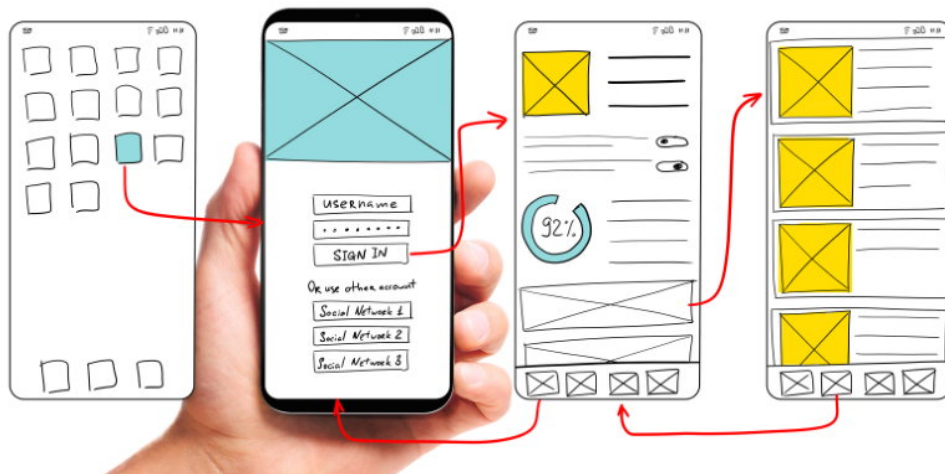 username
SIGN IN
Or use other account
Social Network 1
Social Network 2
Social Network 3
92%